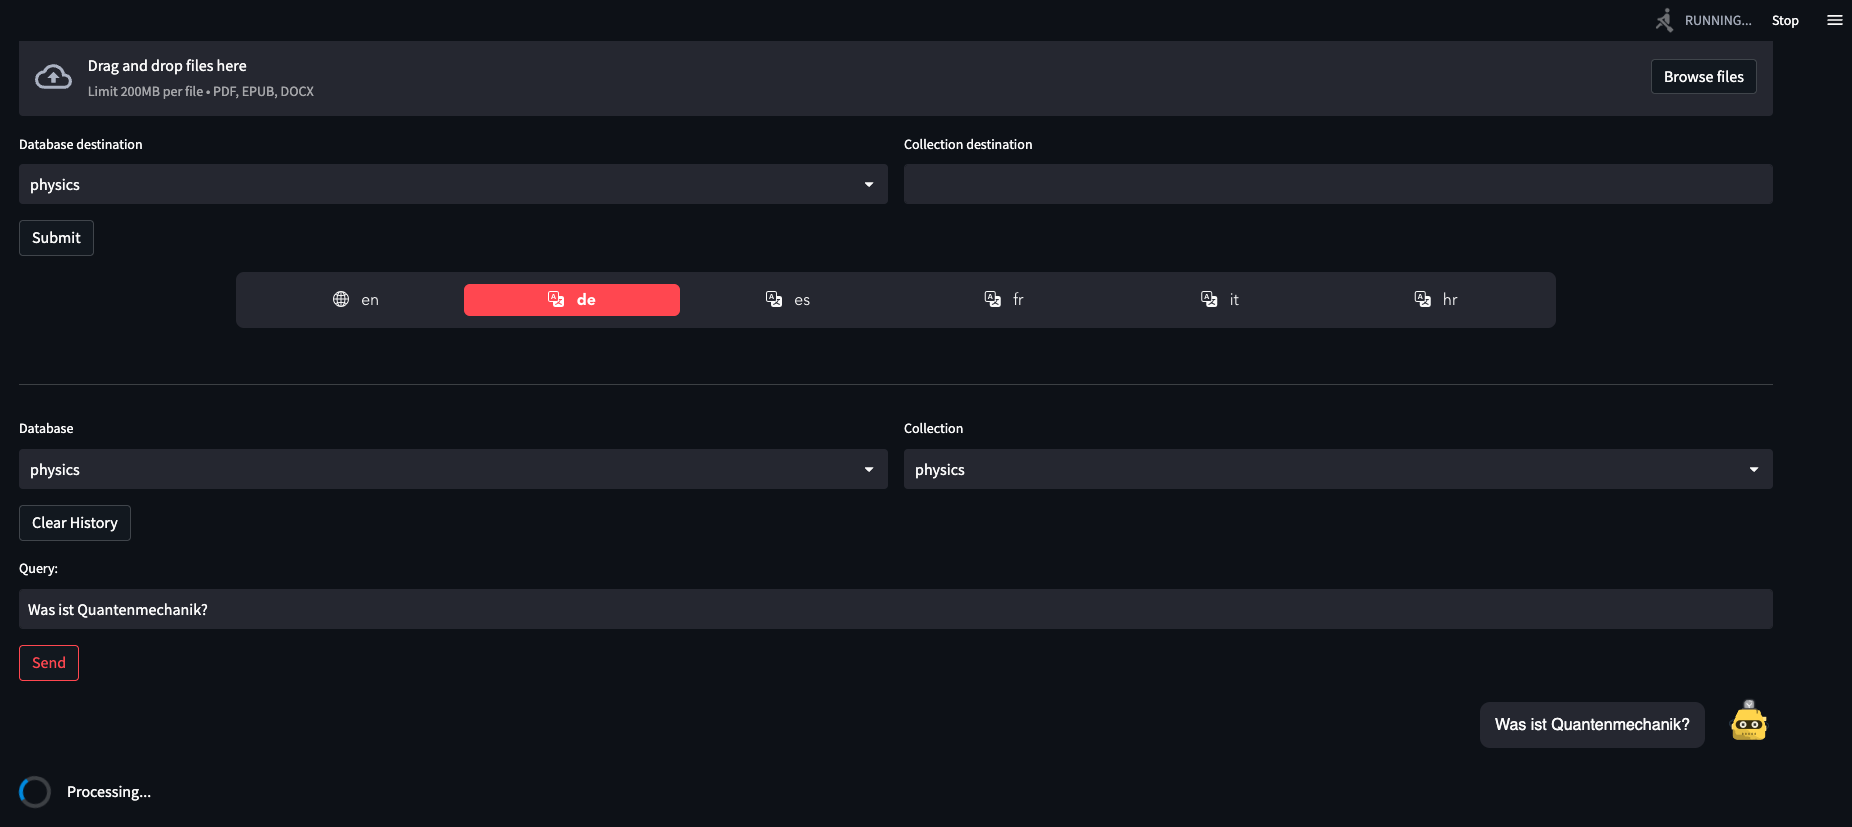 RUNNING... Stop
Drag and drop files here
Limit 200MB per file • PDF, EPUB, DOCX
Browse files
Database destination
Collection destination
physics
Submit
en de es fr it hr
Database
Collection
physics
physics
Clear History
Query:
Was ist Quantenmechanik?
Send
Was ist Quantenmechanik?
Processing...